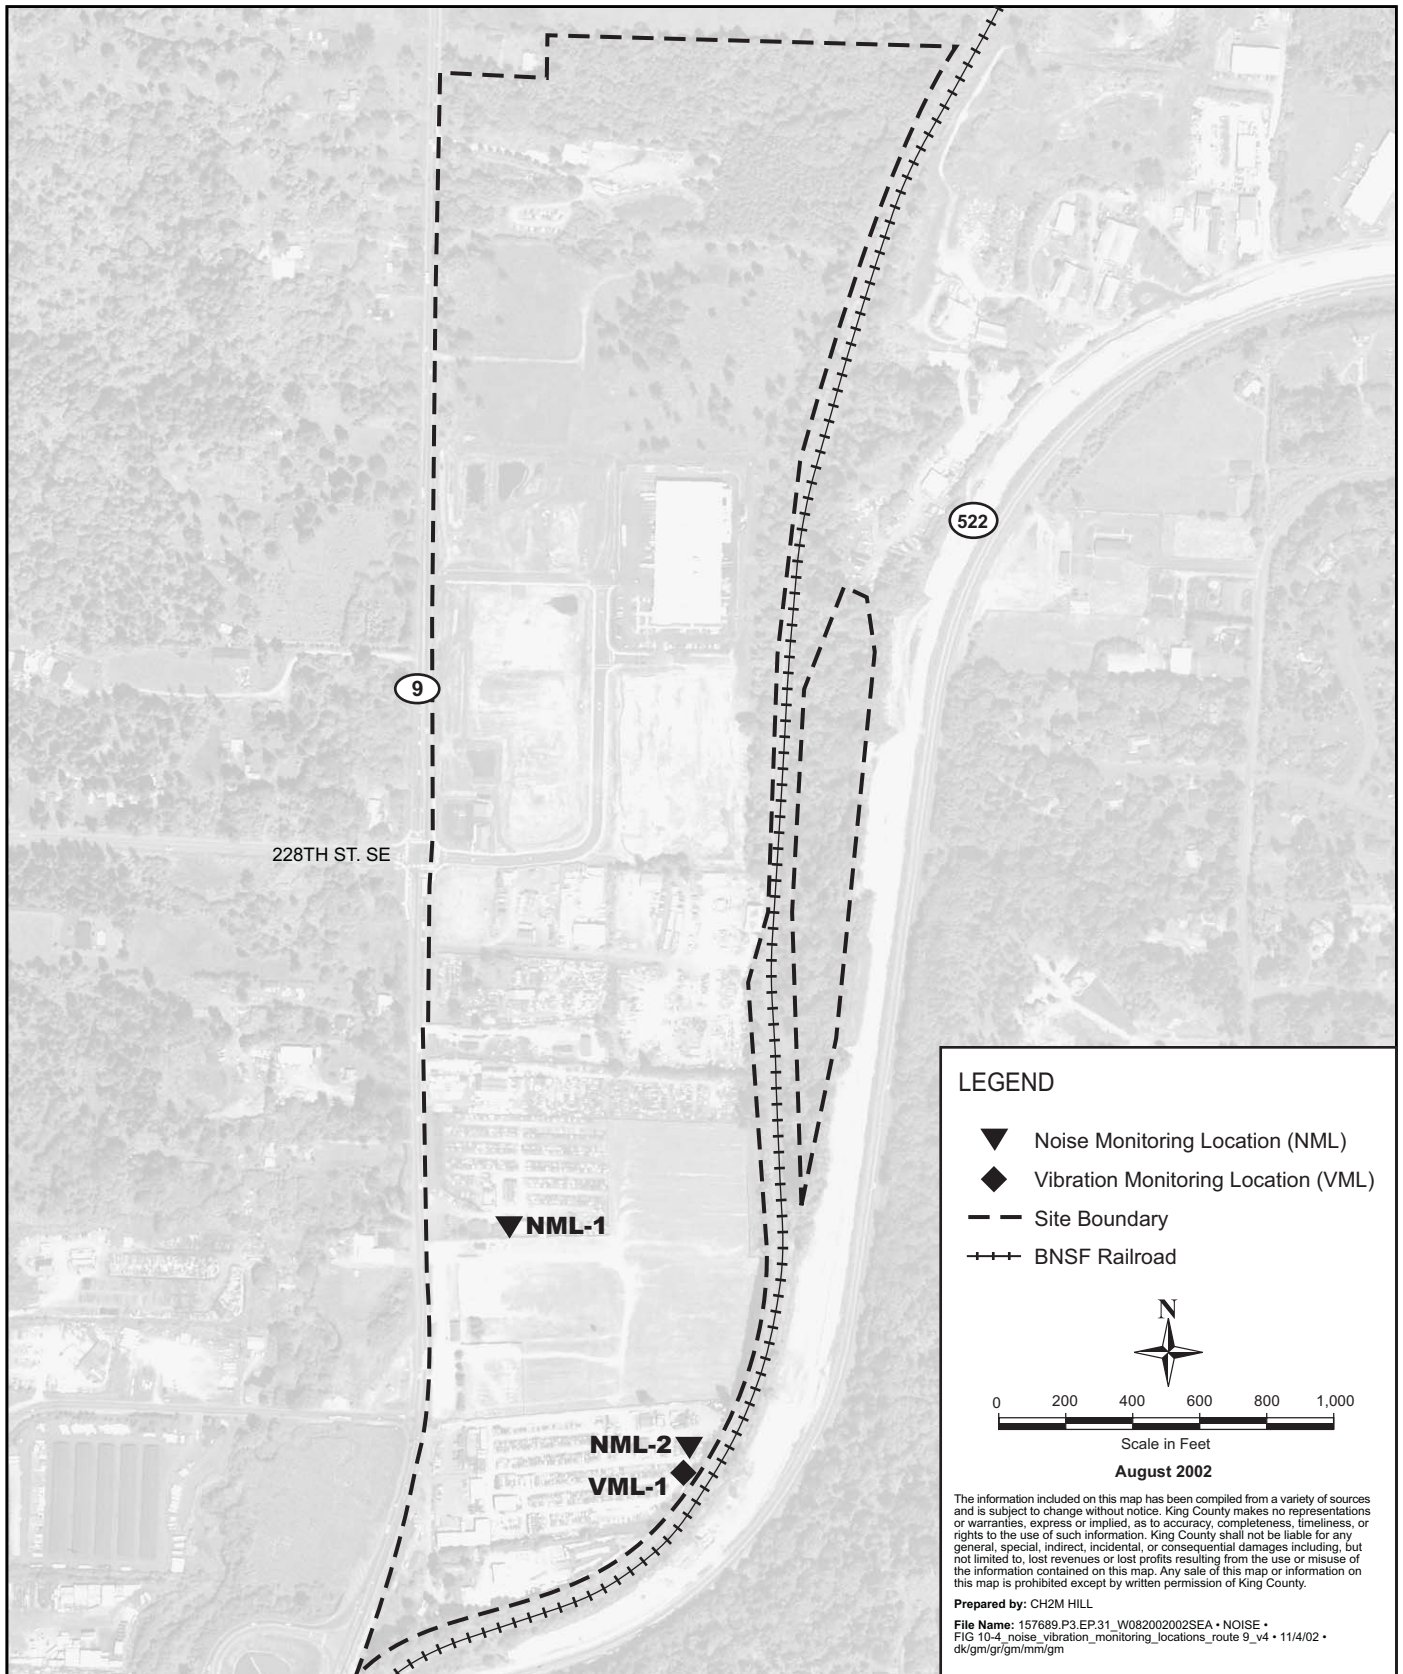 522
9
228TH ST. SE
NML-1
NML-2
VML-1
LEGEND
Noise Monitoring Location (NML)
Vibration Monitoring Location (VML)
Site Boundary
BNSF Railroad
N
0 200 400 600 800 1,000
Scale in Feet
August 2002
The information included on this map has been compiled from a variety of sources
and is subject to change without notice. King County makes no representations
or warranties, express or implied, as to accuracy, completeness, timeliness, or
rights to the use of such information. King County shall not be liable for any
general, special, indirect, incidental, or consequential damages including, but
not limited to, lost revenues or lost profits resulting from the use or misuse of
the information contained on this map. Any sale of this map or information on
this map is prohibited except by written permission of King County.
Prepared by: CH2M HILL
File Name: 157689.P3.EP.31_W082002002SEA • NOISE •
FIG 10-4_noise_vibration_monitoring_locations_route 9_v4 • 11/4/02 •
dk/gm/gr/gm/mm/gm